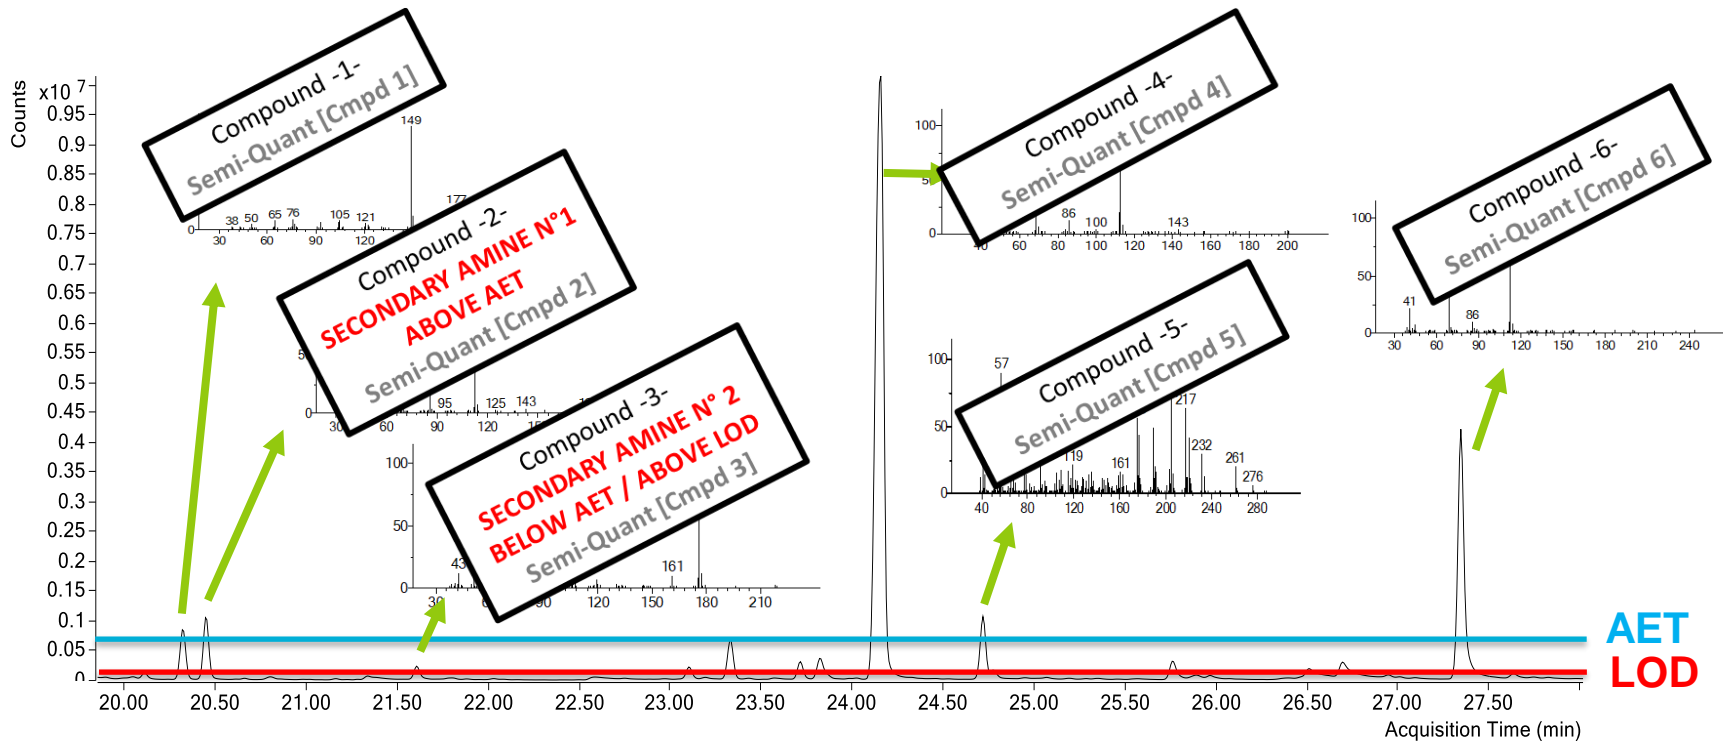 Counts
x10 7
0.95
0.9
0.85
0.8
0.75
0.7
0.65
0.6
0.55
0.5
0.45
0.4
0.35
0.3
0.25
0.2
0.15
0.1
0.05
0
20.00 20.50 21.00 21.50 22.00 22.50 23.00 23.50 24.00 24.50 25.00 25.50 26.00 26.50 27.00 27.50
Acquisition Time (min)
AET
LOD
Compound -1-
Semi-Quant [Cmpd 1]
149
177
38 50 65 76 105 121
0
30 60 90 120
Compound -2-
SECONDARY AMINE N°1
ABOVE AET
Semi-Quant [Cmpd 2]
95 125 143
0
60 90 120
Compound -3-
SECONDARY AMINE N° 2
BELOW AET / ABOVE LOD
Semi-Quant [Cmpd 3]
100
50
0
43 161
30 90 120 150 180 210
Compound -4-
Semi-Quant [Cmpd 4]
100
0
86 100 143
40 60 80 100 120 140 160 180 200
Compound -5-
Semi-Quant [Cmpd 5]
100
50
0
57 161 217 232 261 276
40 80 120 160 200 240 280
Compound -6-
Semi-Quant [Cmpd 6]
100
50
0
41 86
30 60 90 120 150 180 210 240